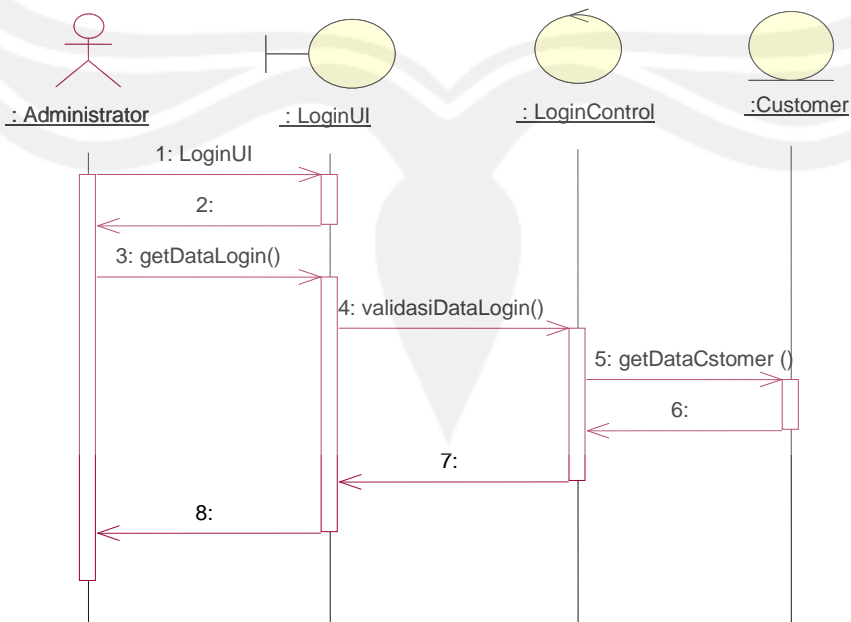 : Administrator
: LoginUI
: LoginControl
:Customer
1: LoginUI
2:
3: getDataLogin()
4: validasiDataLogin()
5: getDataCstomer ()
6:
7:
8: